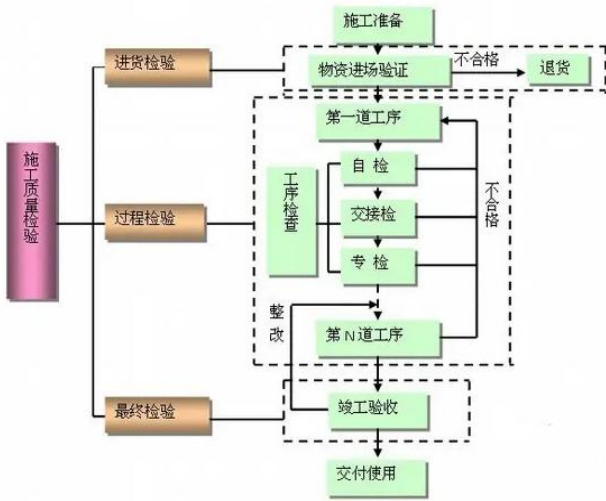 施工准备
进货检验
物资进场验证
不合格
退货
第一道工序
施工质量检验
工序检查
自 检
不合格
过程检验
交接检
专 检
整改
第N道工序
最终检验
竣工验收
交付使用